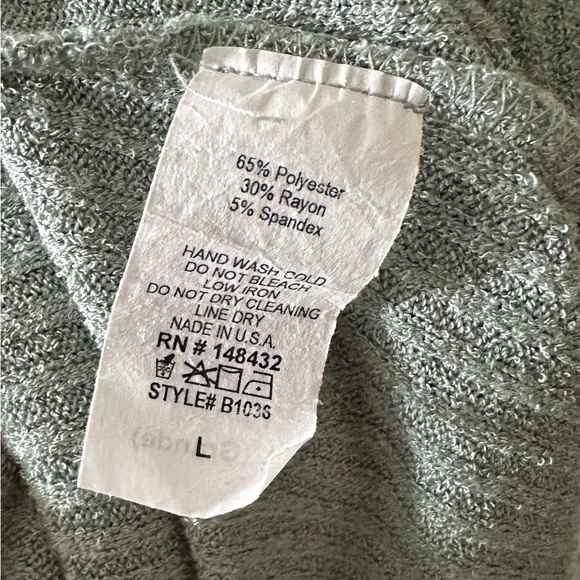 65% Polyester
30% Rayon
5% Spandex
HAND WASH COLD
DO NOT BLEACH
LOW IRON
DO NOT DRY CLEANING
LINE DRY
MADE IN U.S.A.
RN # 148432
STYLE# B1036
L